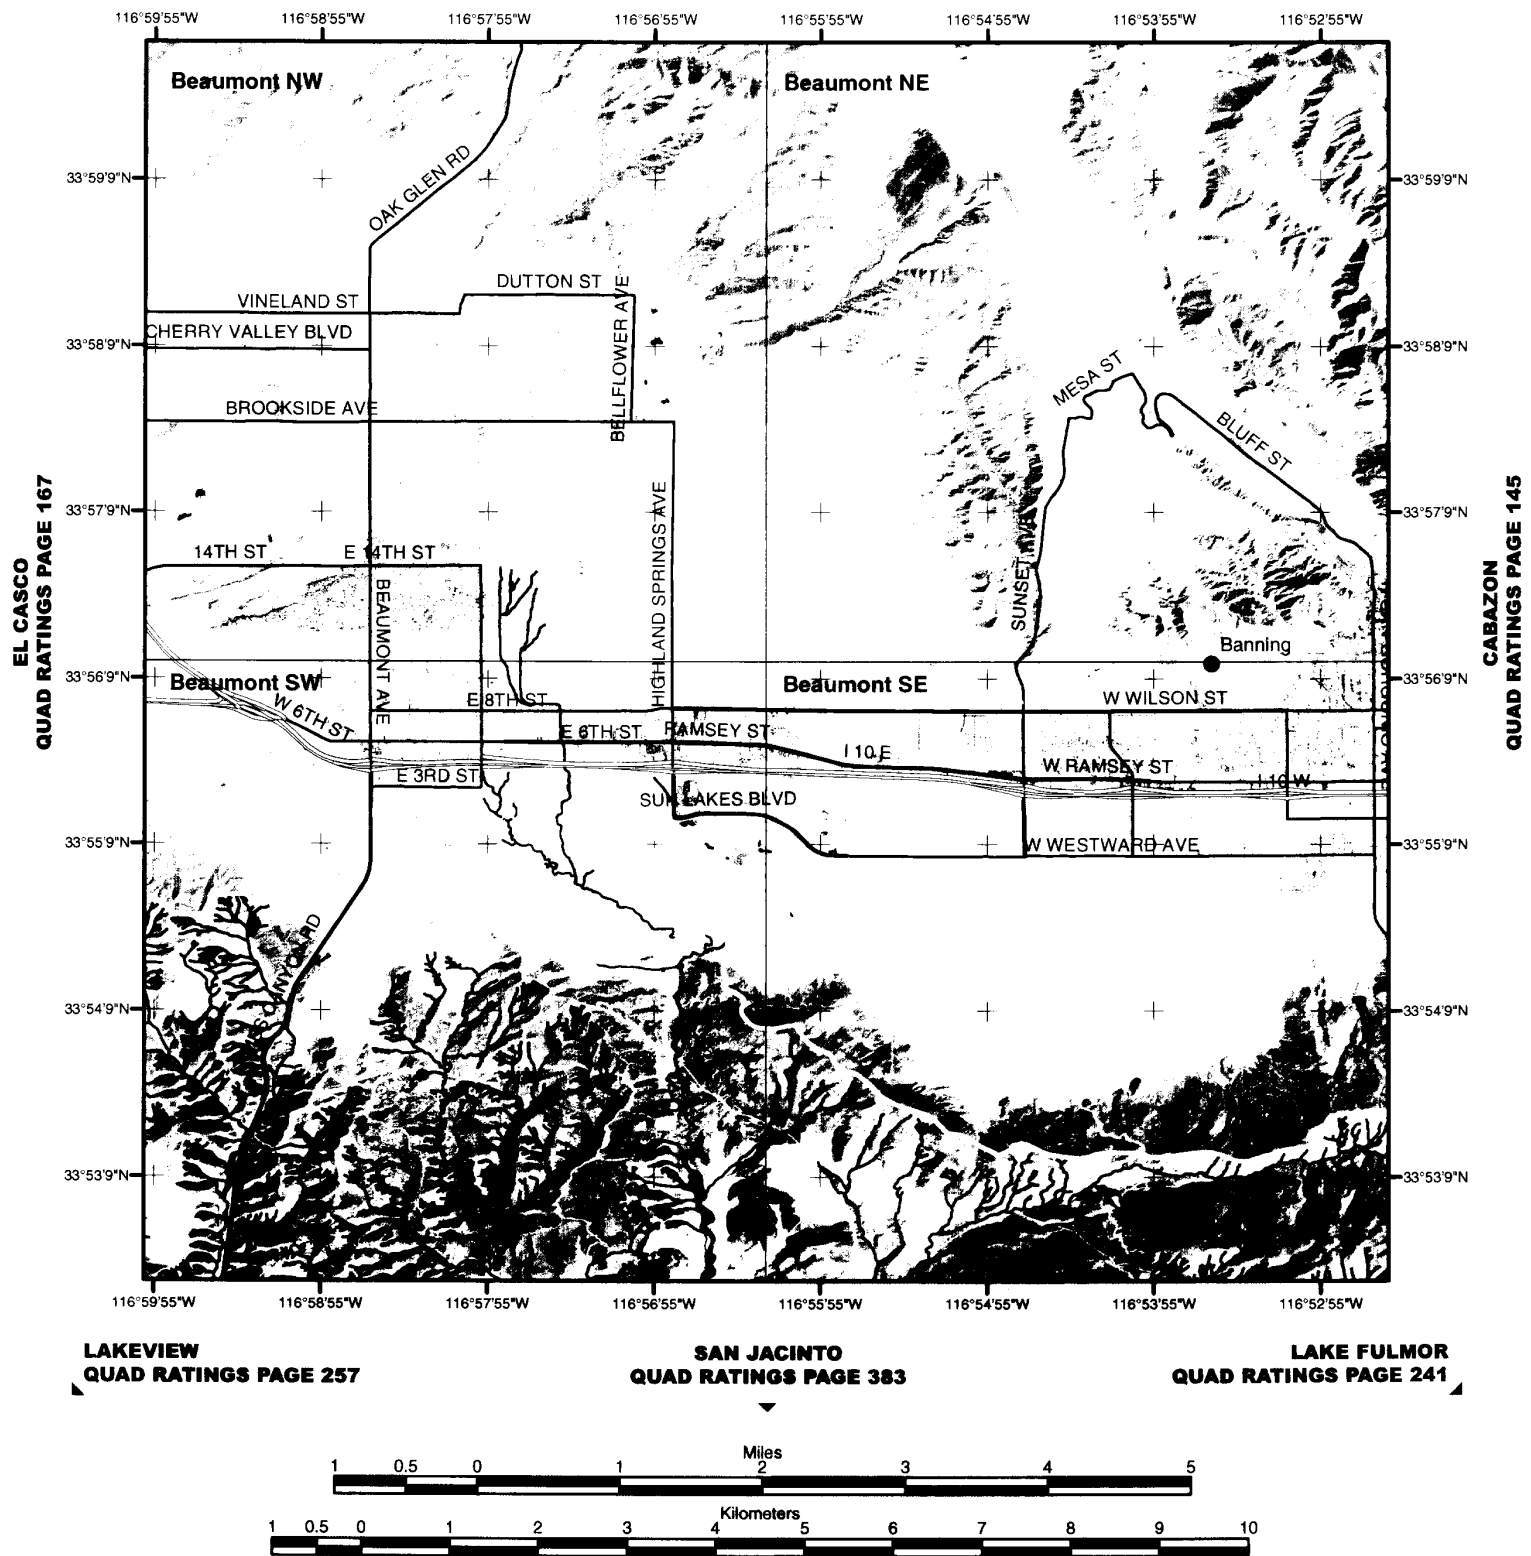 116°59'55"W 116°58'55"W 116°57'55"W 116°56'55"W 116°55'55"W 116°54'55"W 116°53'55"W 116°52'55"W
Beaumont NW
Beaumont NE
33°59'9"N
33°59'9"N
OAK GLEN RD
DUTTON ST
VINELAND ST
CHERRY VALLEY BLVD
33°58'9"N
33°58'9"N
BELLFLOWER AVE
MESA ST
BROOKSIDE AVE
BLUFF ST
EL CASCO
QUAD RATINGS PAGE 167
CABAZON
QUAD RATINGS PAGE 145
33°57'9"N
33°57'9"N
HIGHLAND SPRINGS AVE
SUNSET AVE
14TH ST
E 14TH ST
BEAUMONT AVE
Banning
33°56'9"N
33°56'9"N
Beaumont SW
Beaumont SE
W 6TH ST
E 8TH ST
W WILSON ST
E 6TH ST
RAMSEY ST
I 10 E
W RAMSEY ST
E 3RD ST
I 10 W
SUN LAKES BLVD
33°55'9"N
33°55'9"N
W WESTWARD AVE
CANYON RD
33°54'9"N
33°54'9"N
33°53'9"N
33°53'9"N
116°59'55"W 116°58'55"W 116°57'55"W 116°56'55"W 116°55'55"W 116°54'55"W 116°53'55"W 116°52'55"W
LAKEVIEW
QUAD RATINGS PAGE 257
SAN JACINTO
QUAD RATINGS PAGE 383
LAKE FULMOR
QUAD RATINGS PAGE 241
Miles
1 0.5 0 1 2 3 4 5
Kilometers
1 0.5 0 1 2 3 4 5 6 7 8 9 10